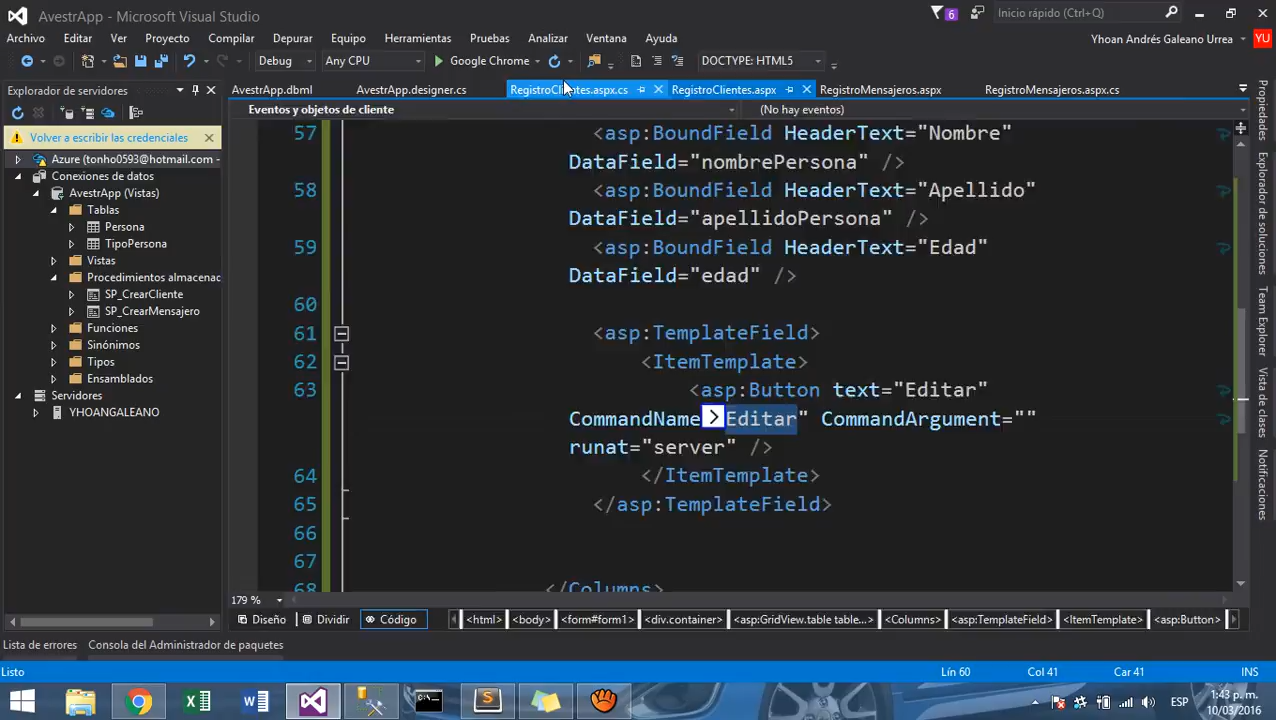 AvestrApp - Microsoft Visual Studio
6
Inicio rápido (Ctrl+Q)
Archivo Editar Ver Proyecto Compilar Depurar Equipo Herramientas Pruebas Analizar Ventana Ayuda
Yhoan Andrés Galeano Urrea YU
Debug Any CPU Google Chrome DOCTYPE: HTML5
Explorador de servidores
AvestrApp.dbml AvestrApp.designer.cs RegistroClientes.aspx.cs RegistroClientes.aspx RegistroMensajeros.aspx RegistroMensajeros.aspx.cs
Eventos y objetos de cliente (No hay eventos)
Volver a escribir las credenciales
Azure (tonho0593@hotmail.com -
Conexiones de datos
AvestrApp (Vistas)
Tablas
Persona
TipoPersona
Vistas
Procedimientos almacenac
SP_CrearCliente
SP_CrearMensajero
Funciones
Sinónimos
Tipos
Ensamblados
Servidores
YHOANGALEANO
57 <asp:BoundField HeaderText="Nombre"
DataField="nombrePersona" />
58 <asp:BoundField HeaderText="Apellido"
DataField="apellidoPersona" />
59 <asp:BoundField HeaderText="Edad"
DataField="edad" />
60
61 <asp:TemplateField>
62 <ItemTemplate>
63 <asp:Button text="Editar"
CommandName Editar" CommandArgument=""
runat="server" />
64 </ItemTemplate>
65 </asp:TemplateField>
66
67
68 </Columns>
Propiedades
Explorador de soluciones
Team Explorer
Vista de clases
Notificaciones
179 %
Diseño Dividir Código <html> <body> <form#form1> <div.container> <asp:GridView.table table...> <Columns> <asp:TemplateField> <ItemTemplate> <asp:Button>
Lista de errores Consola del Administrador de paquetes
Listo Lín 60 Col 41 Car 41 INS
ESP
1:43 p. m.
10/03/2016